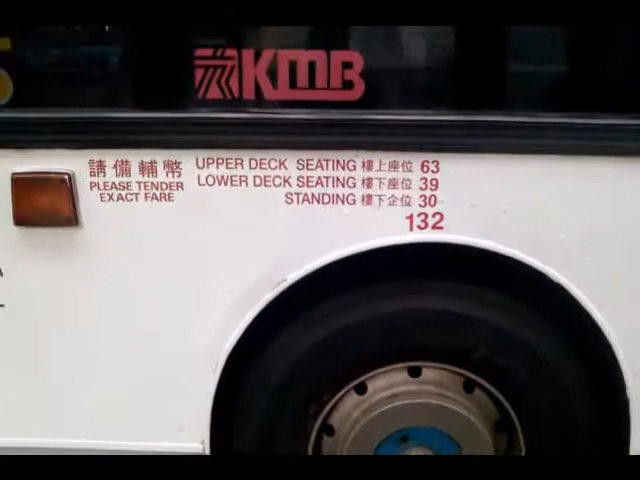 KMB
請備輔幣
PLEASE TENDER
EXACT FARE
UPPER DECK SEATING 樓上座位 63
LOWER DECK SEATING 樓下座位 39
STANDING 樓下企位 30
132